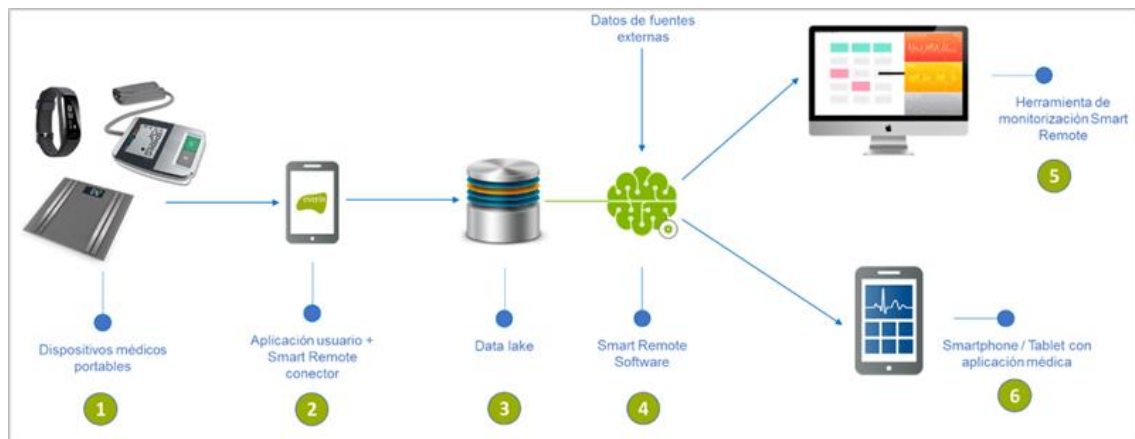 Datos de fuentes
externas
Herramienta de
monitorización Smart
Remote
5
everis
Dispositivos médicos
portables
1
Aplicación usuario +
Smart Remote
conector
2
Data lake
3
Smart Remote
Software
4
Smartphone / Tablet con
aplicación médica
6